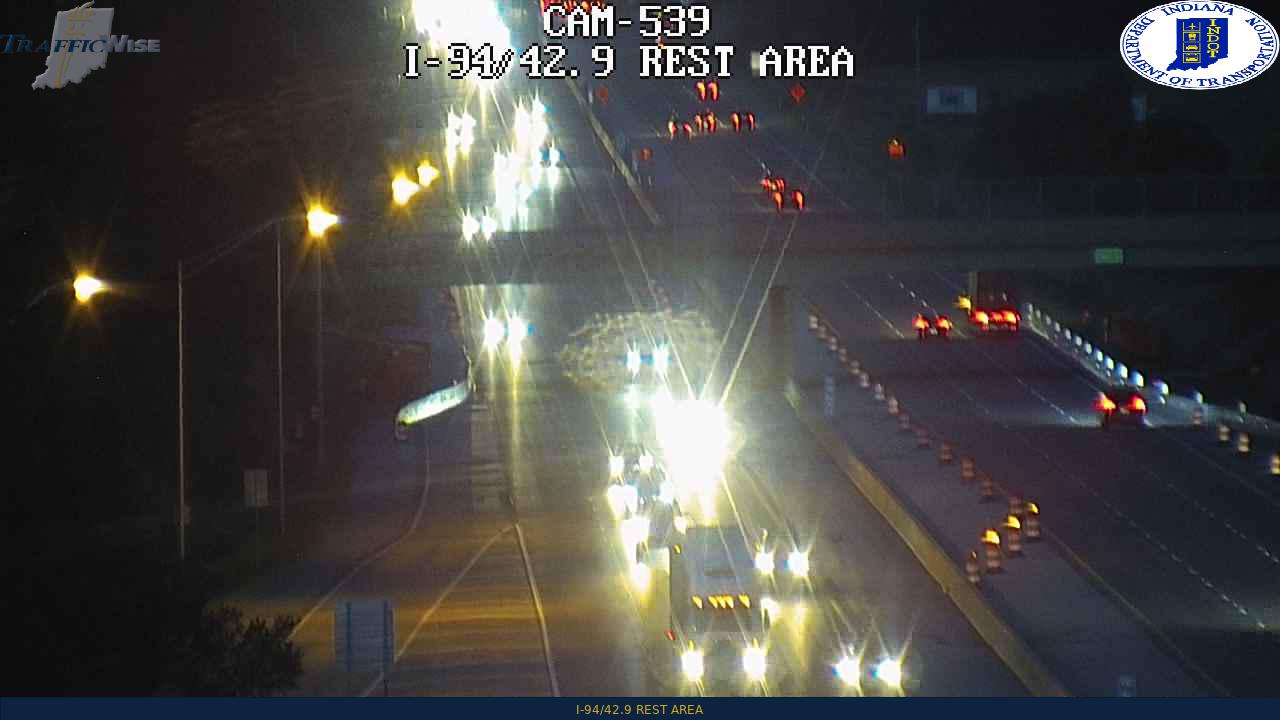 CAM-539
I-94/42.9 REST AREA
TRAFFICWISE
INDIANA
DEPARTMENT OF TRANSPORTATION
INDOT
I-94/42.9 REST AREA